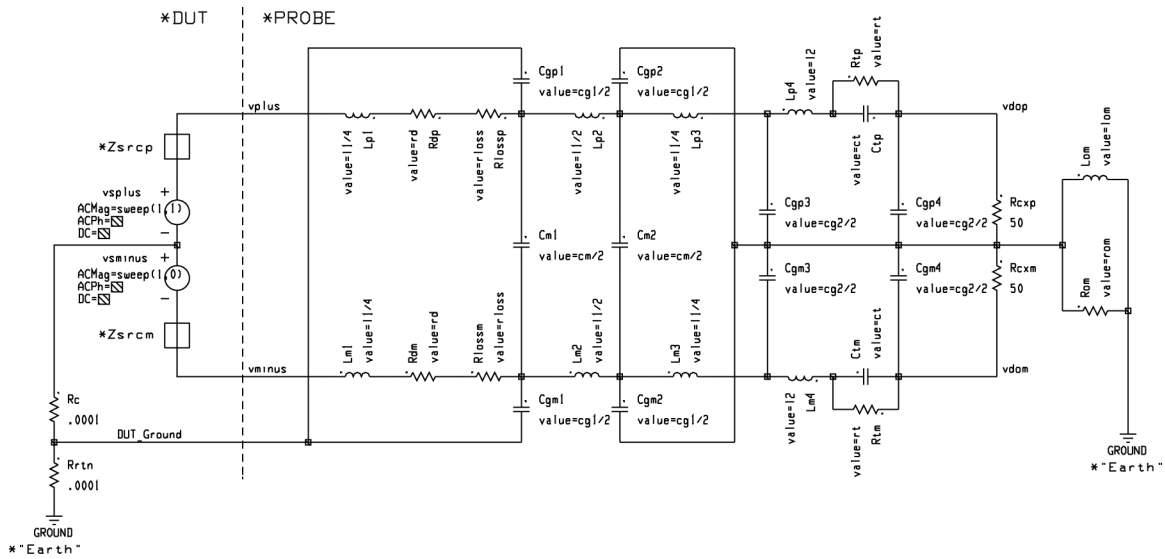 *DUT
*PROBE
Cgp1
value=cg1/2
Cgp2
value=cg1/2
Lp4
value=l2
Rtp
value=rt
vplus
Lp1
value=l1/4
Rdp
value=rd
Rlossp
value=rloss
Lp2
value=l1/2
Lp3
value=l1/4
Ctp
value=ct
vdop
*Zsrcp
vsplus
+
ACMag=sweep(1,1)
ACPh=
DC=
-
vsminus
+
ACMag=sweep(1,0)
ACPh=
DC=
-
*Zsrcm
Cm1
value=cm/2
Cm2
value=cm/2
Cgp3
value=cg2/2
Cgp4
value=cg2/2
Rcxp
50
Cgm3
value=cg2/2
Cgm4
value=cg2/2
Rcxm
50
Lom
value=lom
Rom
value=rom
vminus
Lm1
value=l1/4
Rdm
value=rd
Rlossm
value=rloss
Lm2
value=l1/2
Lm3
value=l1/4
Ctm
value=ct
vdom
Cgm1
value=cg1/2
Cgm2
value=cg1/2
Lm4
value=l2
Rtm
value=rt
Rc
.0001
DUT_Ground
Rrtn
.0001
GROUND
*"Earth"
GROUND
*"Earth"